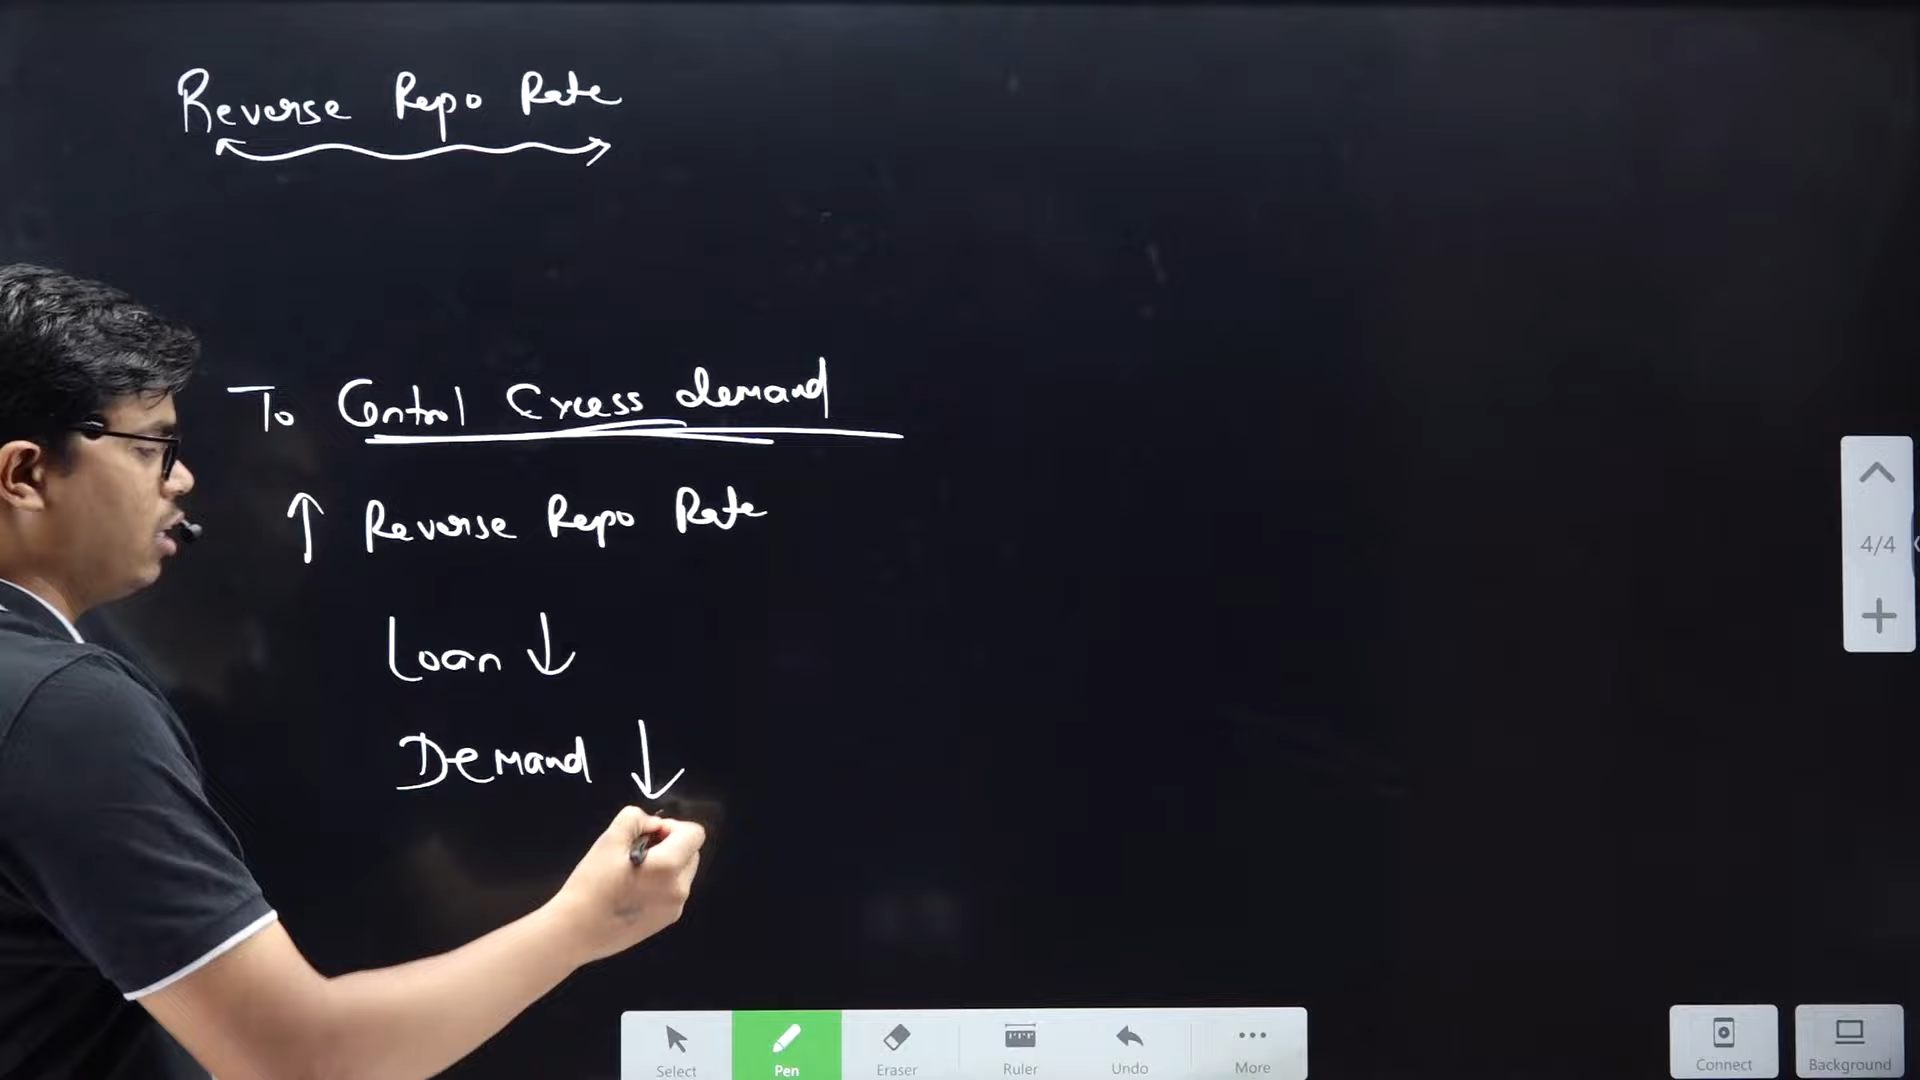 Reverse Repo Rate
To Control Excess demand
↑ Reverse Repo Rate
Loan ↓
Demand ↓
4/4
Select Pen Eraser Ruler Undo More Connect Background